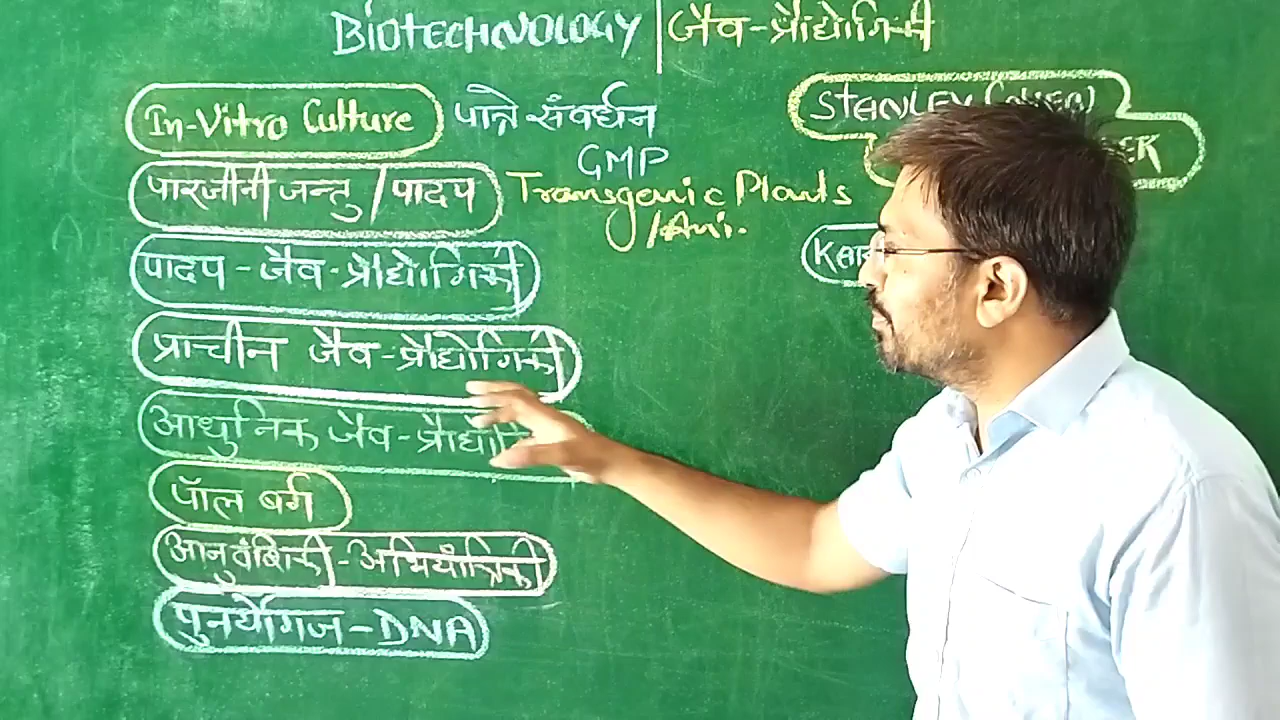 BIOTECHNOLOGY | जैव-प्रौद्योगिकी
In-Vitro Culture पात्रे संवर्धन
GMP
पारजीनी जन्तु / पादप Transgenic Plants
/Ani.
पादप - जैव - प्रौद्योगिकी
प्राचीन जैव-प्रौद्योगिकी
आधुनिक जैव-प्रौद्योगि
पॉल बर्ग
आनुवंशिकी - अभियांत्रिकी
पुनर्योगज - DNA
STANLEY